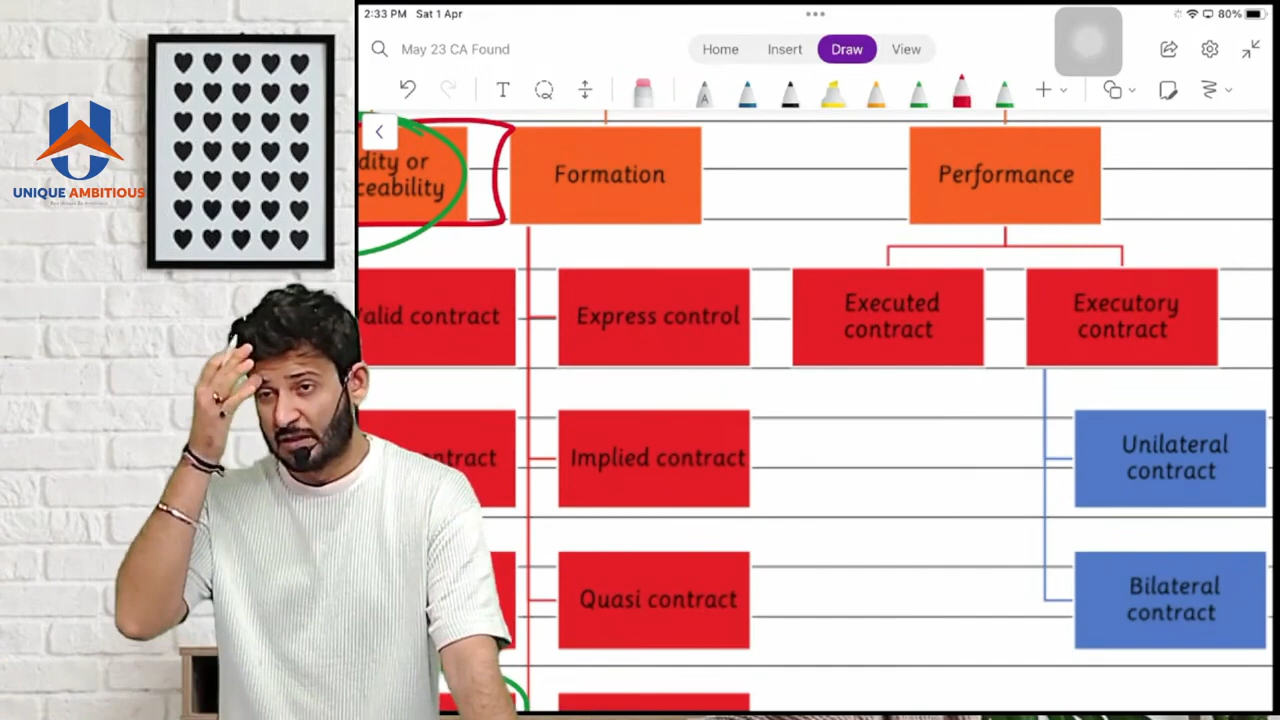 2:33 PM Sat 1 Apr
80%
May 23 CA Found
Home Insert Draw View
T
A
UNIQUE AMBITIOUS
dity or
ceability
Formation
Performance
alid contract
Express control
Executed
contract
Executory
contract
ntract
Implied contract
Unilateral
contract
Quasi contract
Bilateral
contract